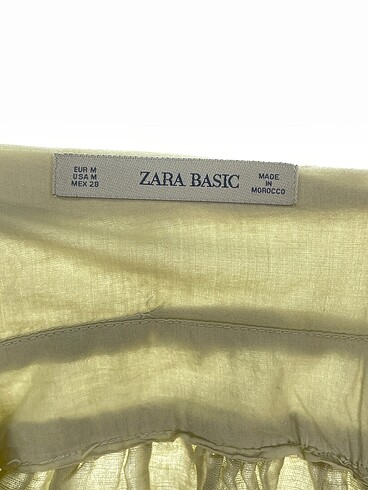 EUR M
USA M
MEX 28
ZARA BASIC
MADE
IN
MOROCCO